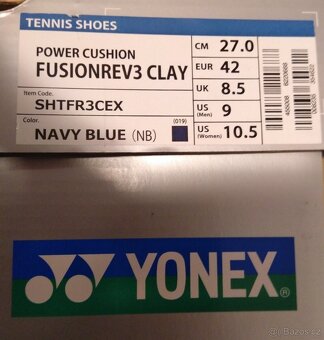 TENNIS SHOES
POWER CUSHION
FUSIONREV3 CLAY
Item Code.
SHTFR3CEX
Color. (019)
NAVY BLUE (NB)
CM 27.0
EUR 42
UK 8.5
US (Men) 9
US (Women) 10.5
YONEX®